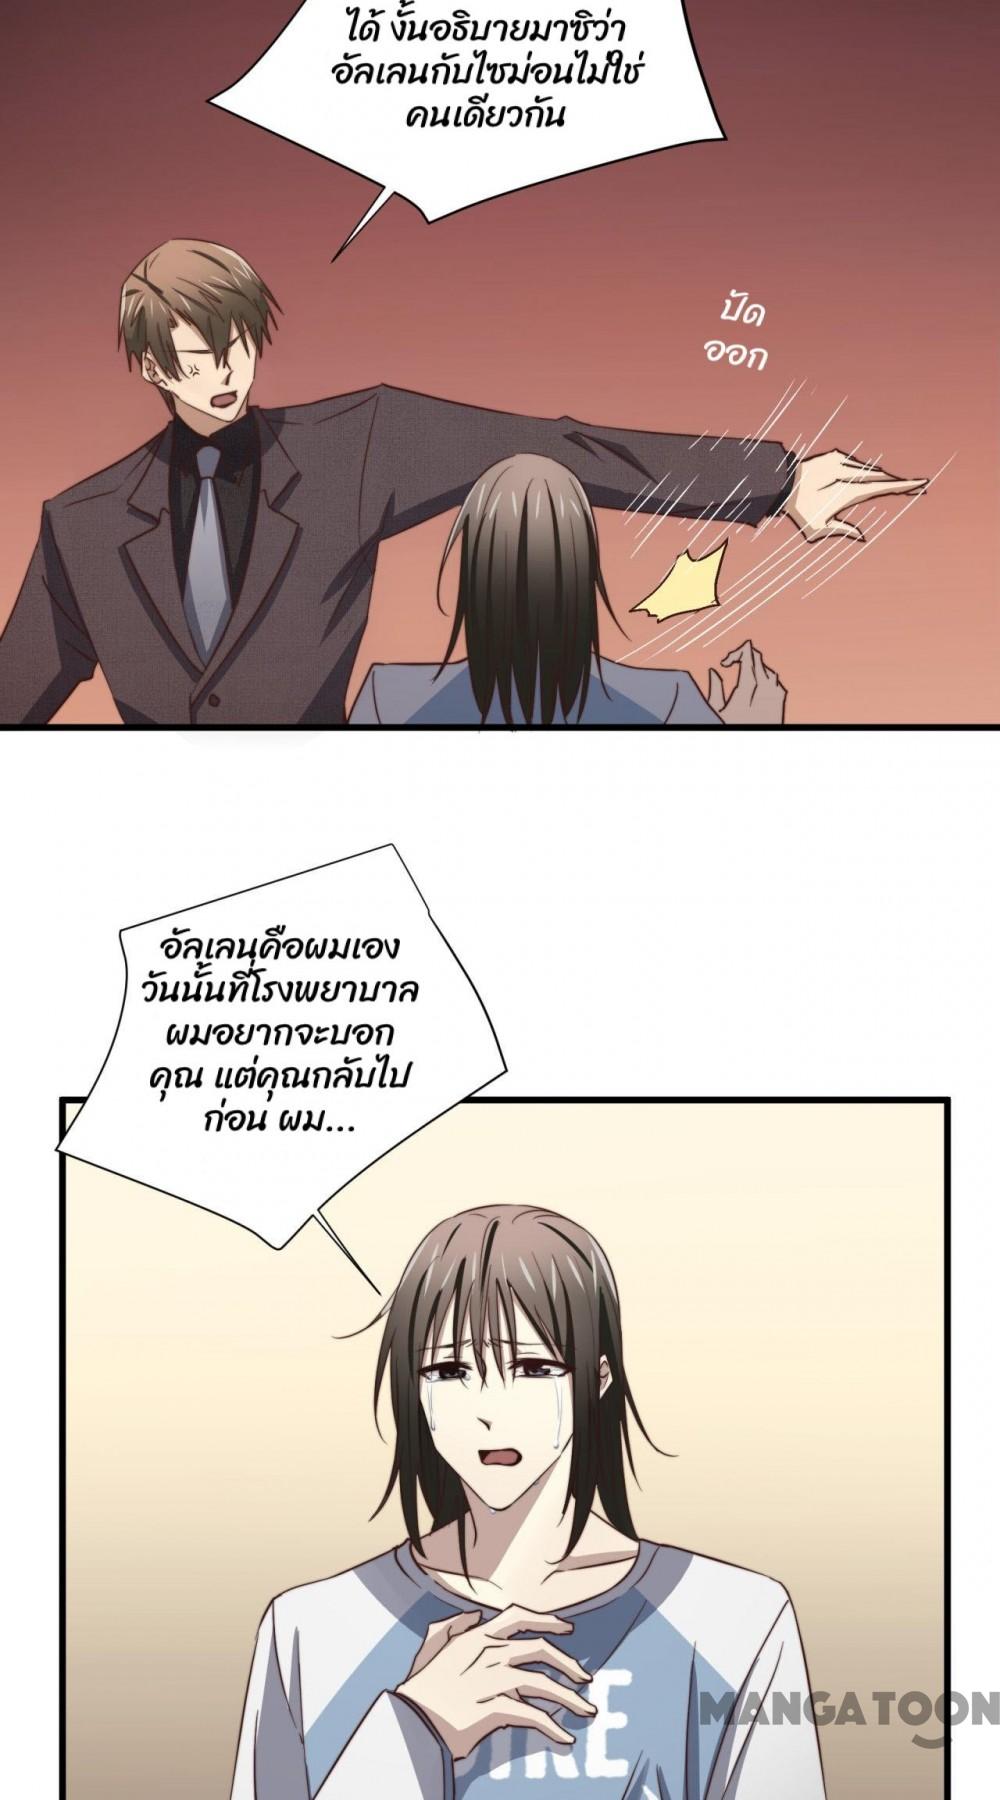 ได้ งั้นอธิบายมาซิว่า
อัลเลนกับไซม่อนไม่ใช่
คนเดียวกัน
ปัด
ออก
อัลเลนคือผมเอง
วันนั้นที่โรงพยาบาล
ผมอยากจะบอก
คุณ แต่คุณกลับไป
ก่อน ผม...
MANGATOON